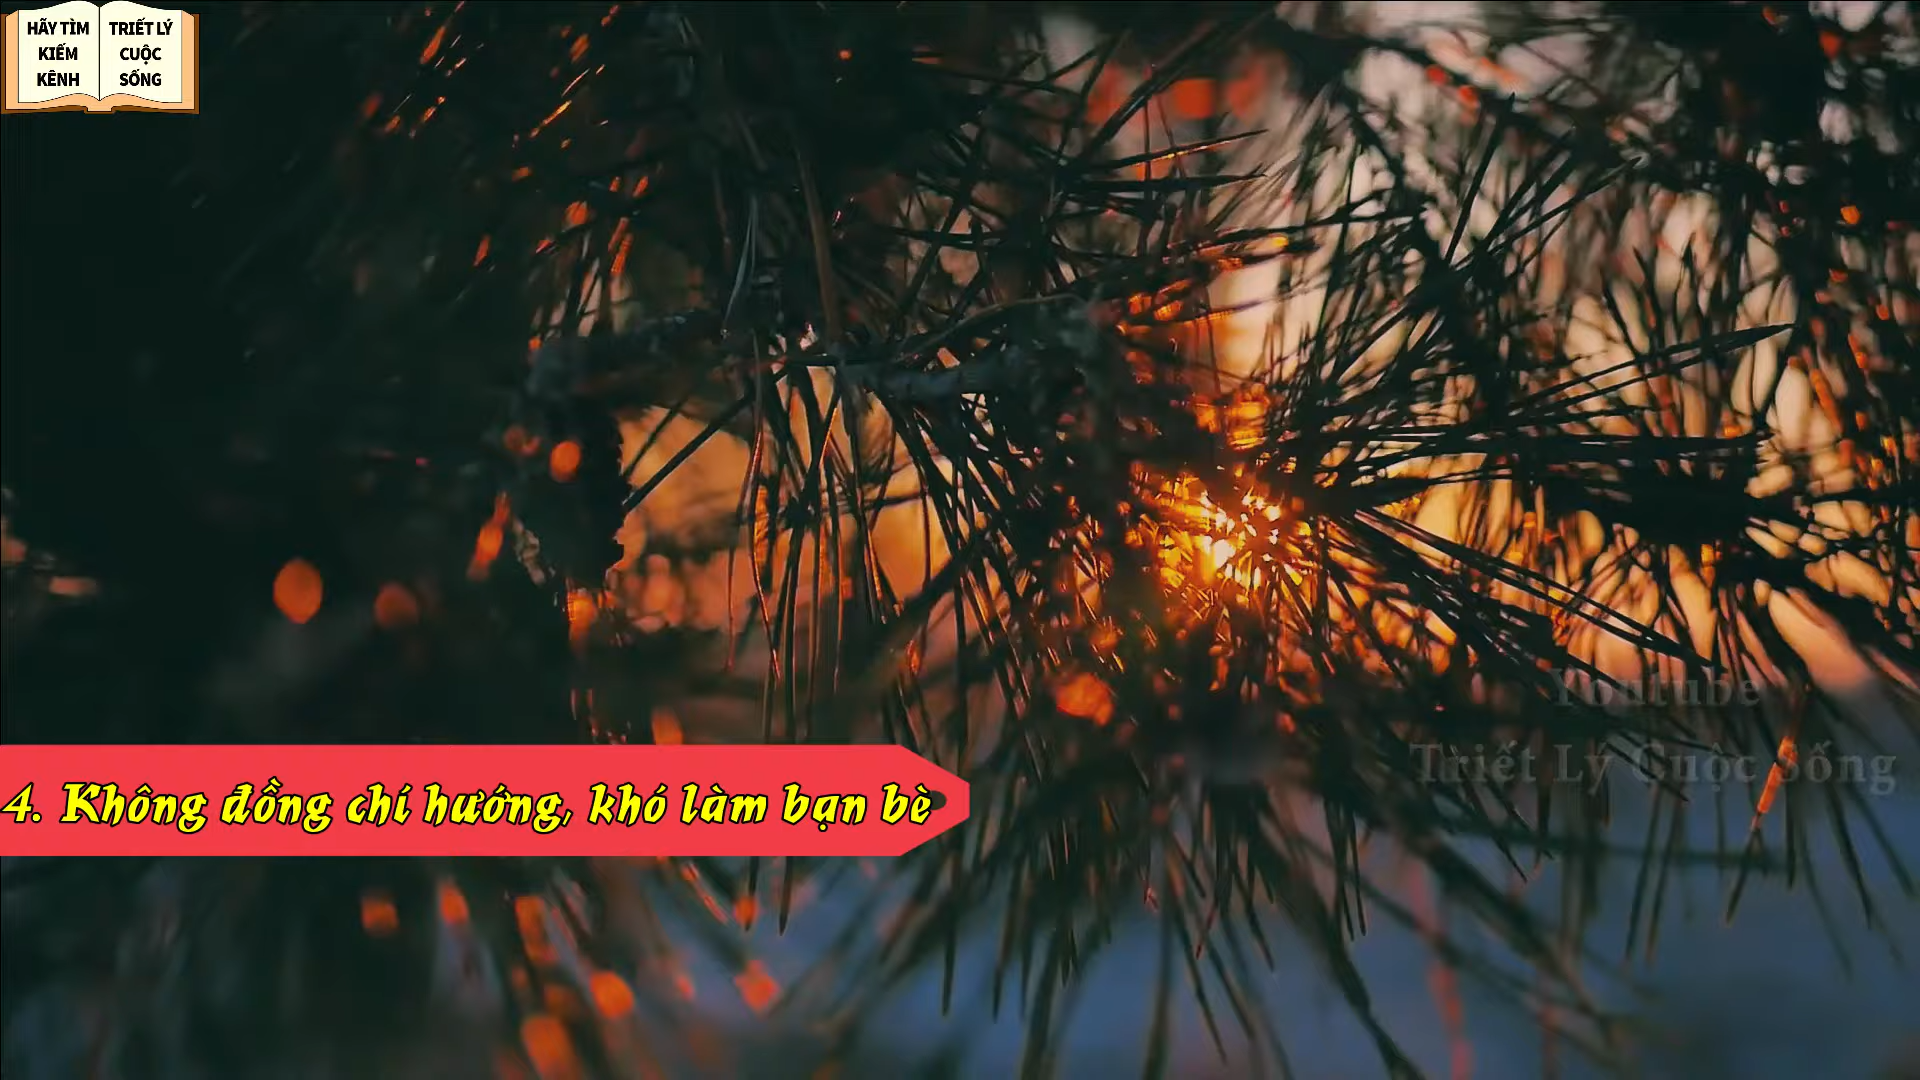 HÃY TÌM
KIẾM
KÊNH
TRIẾT LÝ
CUỘC
SỐNG
Youtube
Triết Lý Cuộc Sống
4. Không đồng chí hướng, khó làm bạn bè